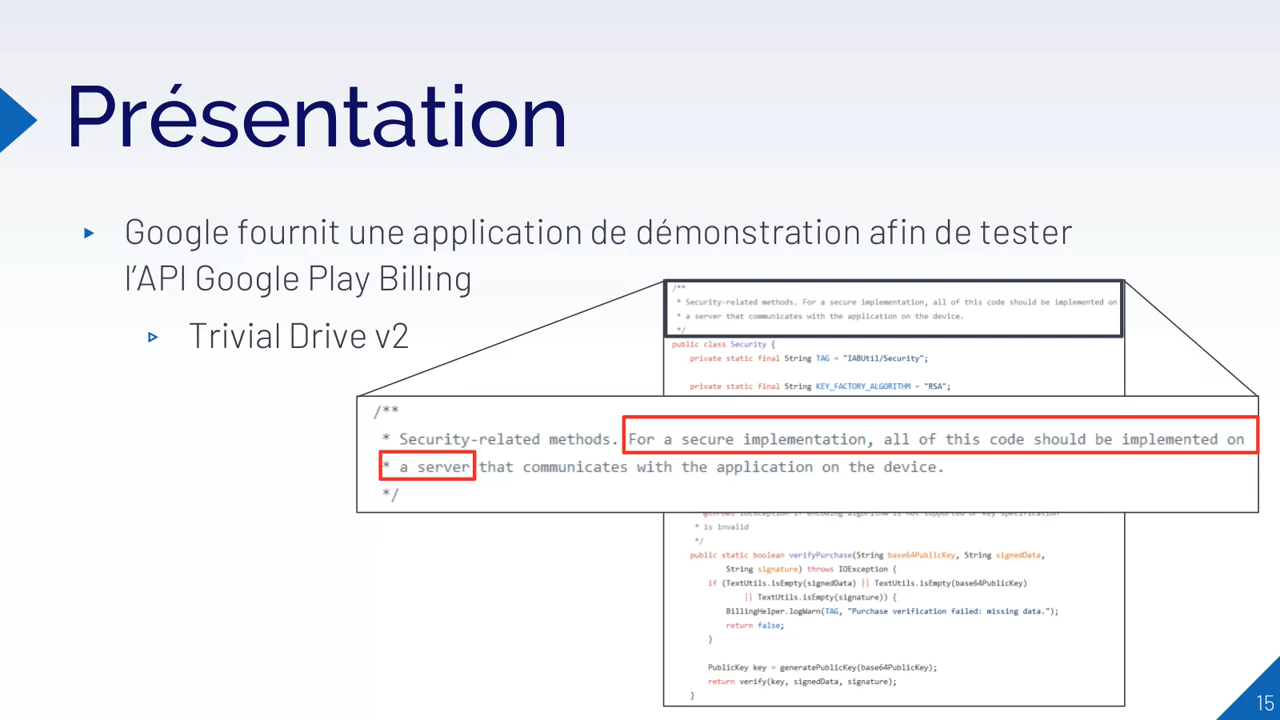 Présentation
Google fournit une application de démonstration afin de tester
l'API Google Play Billing
Trivial Drive v2
/**
* Security-related methods. For a secure implementation, all of this code should be implemented on
* a server that communicates with the application on the device.
*/
public class Security {
private static final String TAG = "IABUtil/Security";
private static final String KEY_FACTORY_ALGORITHM = "RSA";
/**
* Security-related methods. For a secure implementation, all of this code should be implemented on
* a server that communicates with the application on the device.
*/
* is invalid
*/
public static boolean verifyPurchase(String base64PublicKey, String signedData,
String signature) throws IOException {
if (TextUtils.isEmpty(signedData) || TextUtils.isEmpty(base64PublicKey)
|| TextUtils.isEmpty(signature)) {
BillingHelper.logWarn(TAG, "Purchase verification failed: missing data.");
return false;
}
PublicKey key = generatePublicKey(base64PublicKey);
return verify(key, signedData, signature);
}
15